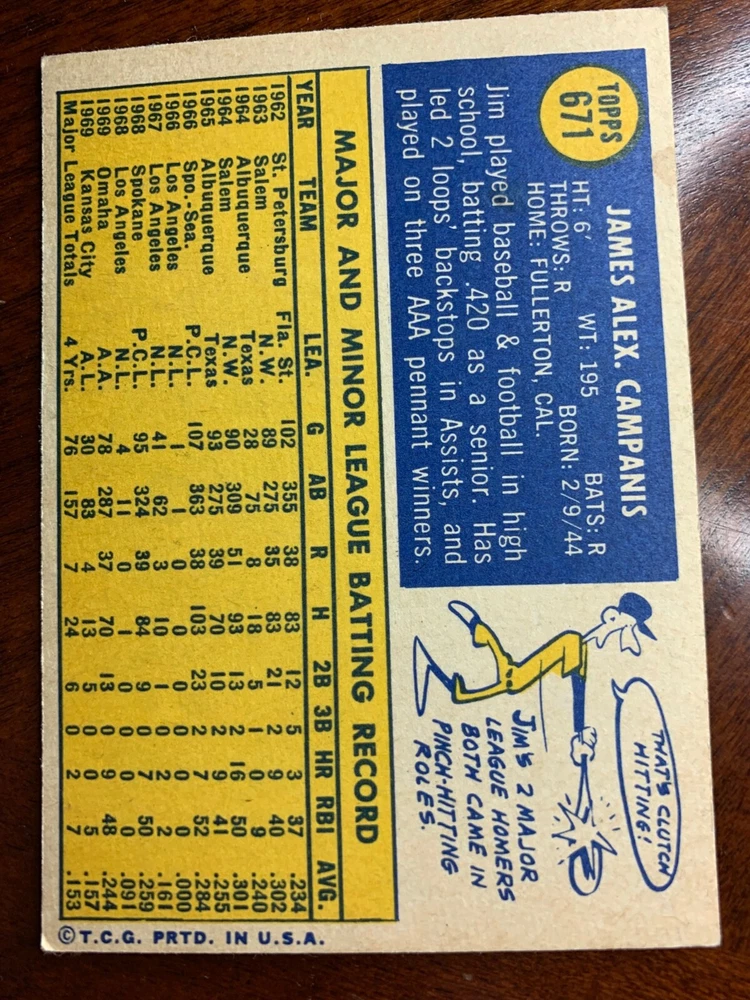 TOPPS
671
JAMES ALEX. CAMPANIS
HT: 6' WT: 195 BATS: R
THROWS: R BORN: 2/9/44
HOME: FULLERTON, CAL.
Jim played baseball & football in high
school, batting .420 as a senior. Has
led 2 loops' backstops in Assists, and
played on three AAA pennant winners.
THAT'S CLUTCH
HITTING!
JIM'S 2 MAJOR
LEAGUE HOMERS
BOTH CAME IN
PINCH-HITTING
ROLES.
MAJOR AND MINOR LEAGUE BATTING RECORD
YEAR TEAM LEA. G AB R H 2B 3B HR RBI AVG.
1962 St. Petersburg Fla. St. 102 355 38 83 12 5 3 37 .234
1963 Salem N.W. 89 275 35 83 21 2 9 40 .302
1964 Albuquerque Texas 28 75 8 18 5 1 0 9 .240
1964 Salem N.W. 90 309 51 93 13 2 16 50 .301
1965 Albuquerque Texas 93 275 39 70 10 2 9 41 .255
1966 Spo.-Sea. P.C.L. 107 363 38 103 23 2 7 52 .284
1966 Los Angeles N.L. 1 1 0 0 0 0 0 0 .000
1967 Los Angeles N.L. 41 62 3 10 1 0 2 2 .161
1968 Spokane P.C.L. 95 324 39 84 9 0 7 50 .259
1968 Los Angeles N.L. 4 11 0 1 0 0 0 0 .091
1969 Omaha A.A. 78 287 37 70 13 0 9 48 .244
1969 Kansas City A.L. 30 83 4 13 5 0 0 5 .157
Major League Totals 4 Yrs. 76 157 7 24 6 0 2 7 .153
©T.C.G. PRTD. IN U.S.A.